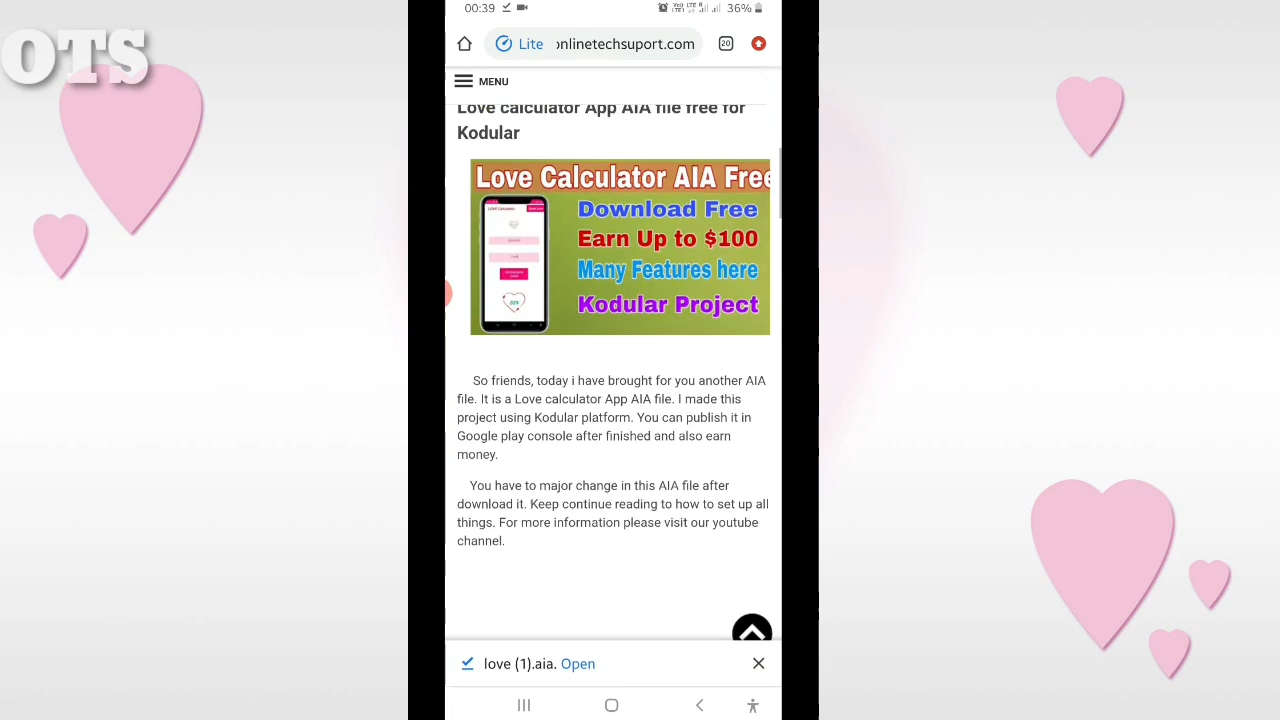 OTS
00:39
36%
Lite onlinetechsuport.com
20
MENU
Love calculator App AIA file free for
Kodular
Love Calculator AIA Free
Download Free
Earn Up to $100
Many Features here
Kodular Project
So friends, today i have brought for you another AIA
file. It is a Love calculator App AIA file. I made this
project using Kodular platform. You can publish it in
Google play console after finished and also earn
money.
You have to major change in this AIA file after
download it. Keep continue reading to how to set up all
things. For more information please visit our youtube
channel.
love (1).aia. Open